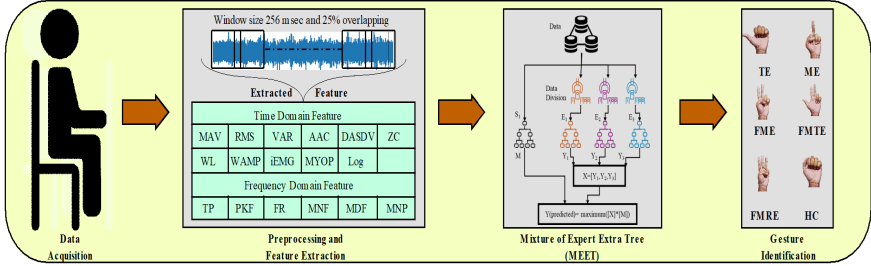 Window size 256 msec and 25% overlapping
Extracted Feature
Time Domain Feature
MAV RMS VAR AAC DASDV ZC
WL WAMP iEMG MYOP Log
Frequency Domain Feature
TP PKF FR MNF MDF MNP
Data
Data
Division
S₁ E₁ E₂ E₃
M Y₁ Y₂ Y₃
X=[Y₁,Y₂,Y₃]
Y(predicted)= maximum([X]*[M])
TE ME
FME FMTE
FMRE HC
Data
Acquisition
Preprocessing and
Feature Extraction
Mixture of Expert Extra Tree
(MEET)
Gesture
Identification